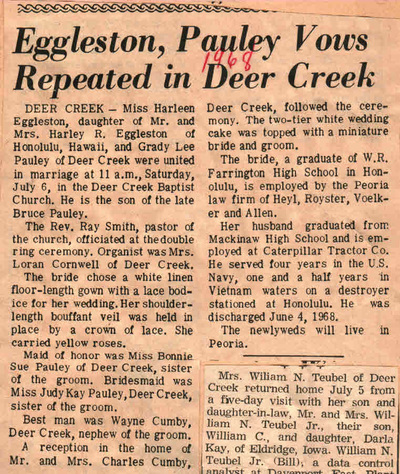 Eggleston, Pauley Vows
Repeated in Deer Creek
1968
DEER CREEK — Miss Harleen
Eggleston, daughter of Mr. and
Mrs. Harley R. Eggleston of
Honolulu, Hawaii, and Grady Lee
Pauley of Deer Creek were united
in marriage at 11 a.m., Saturday,
July 6, in the Deer Creek Baptist
Church. He is the son of the late
Bruce Pauley.
The Rev. Ray Smith, pastor
of the church, officiated at the double
ring ceremony. Organist was Mrs.
Loran Cornwell of Deer Creek.
The bride chose a white linen
floor-length gown with a lace bod-
ice for her wedding. Her shoulder-
length bouffant veil was held in
place by a crown of lace. She
carried yellow roses.
Maid of honor was Miss Bonnie
Sue Pauley of Deer Creek, sister
of the groom. Bridesmaid was
Miss Judy Kay Pauley, Deer Creek,
sister of the groom.
Best man was Wayne Cumby,
Deer Creek, nephew of the groom.
A reception in the home of
Mr. and Mrs. Charles Cumby,
Deer Creek, followed the cere-
mony. The two-tier white wedding
cake was topped with a miniature
bride and groom.
The bride, a graduate of W.R.
Farrington High School in Hon-
olulu, is employed by the Peoria
law firm of Heyl, Royster, Voelk-
er and Allen.
Her husband graduated from
Mackinaw High School and is em-
ployed at Caterpillar Tractor Co.
He served four years in the U.S.
Navy, one and a half years in
Vietnam waters on a destroyer
stationed at Honolulu. He was
discharged June 4, 1968.
The newlyweds will live in
Peoria.
Mrs. William N. Teubel of Deer
Creek returned home July 5 from
a five-day visit with her son and
daughter-in-law, Mr. and Mrs. Wil-
liam N. Teubel Jr., their son,
William C., and daughter, Darla
Kay, of Eldridge, Iowa. William N.
Teubel Jr. (Bill), a data control
analyst at Davenport